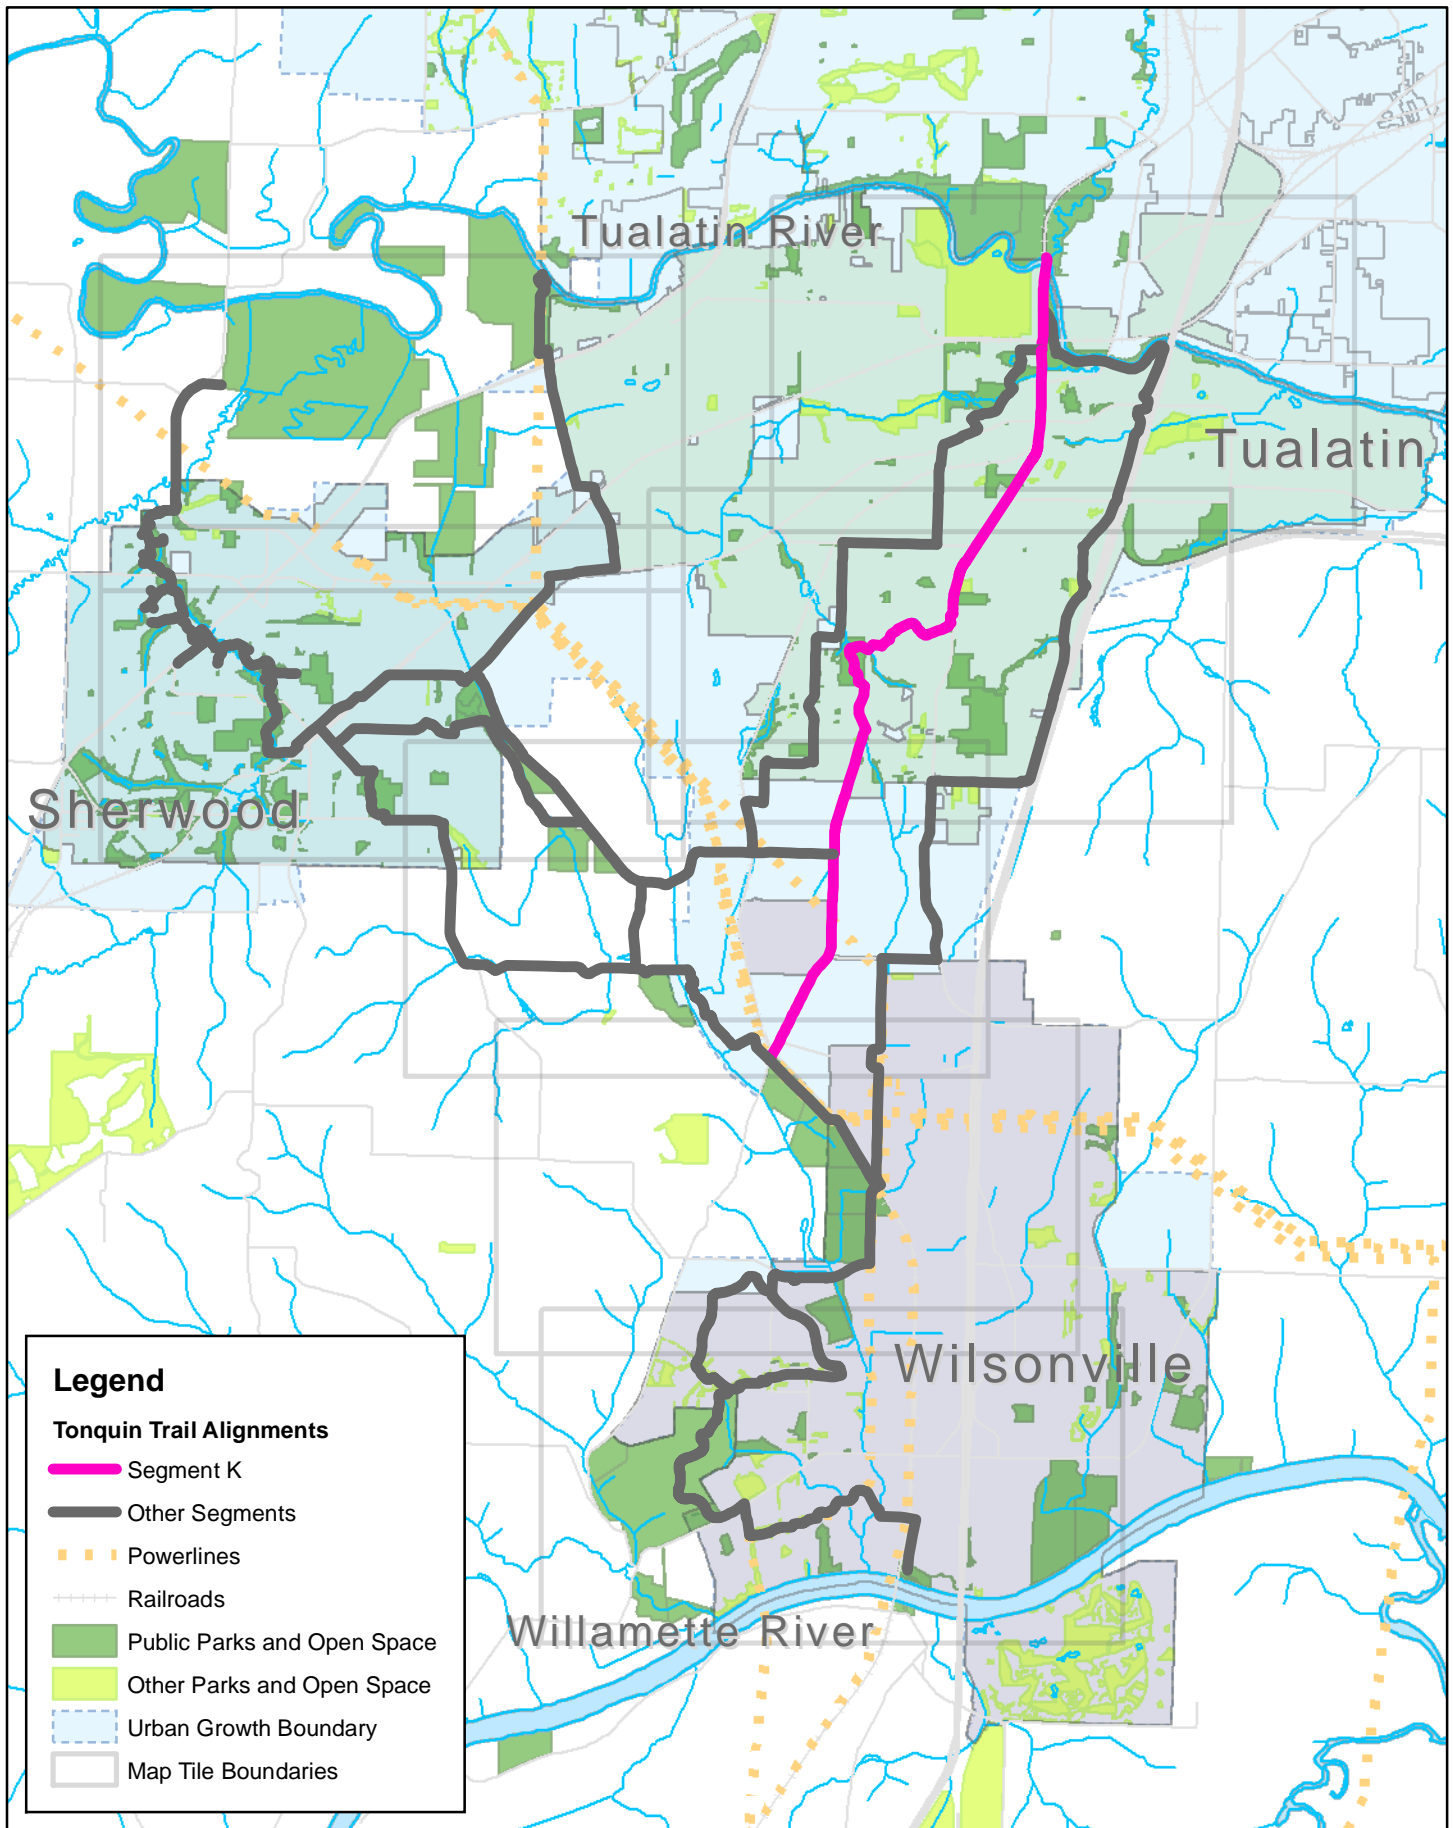 Tualatin River
Tualatin
Sherwood
Wilsonville
Willamette River
Legend
Tonquin Trail Alignments
Segment K
Other Segments
Powerlines
Railroads
Public Parks and Open Space
Other Parks and Open Space
Urban Growth Boundary
Map Tile Boundaries